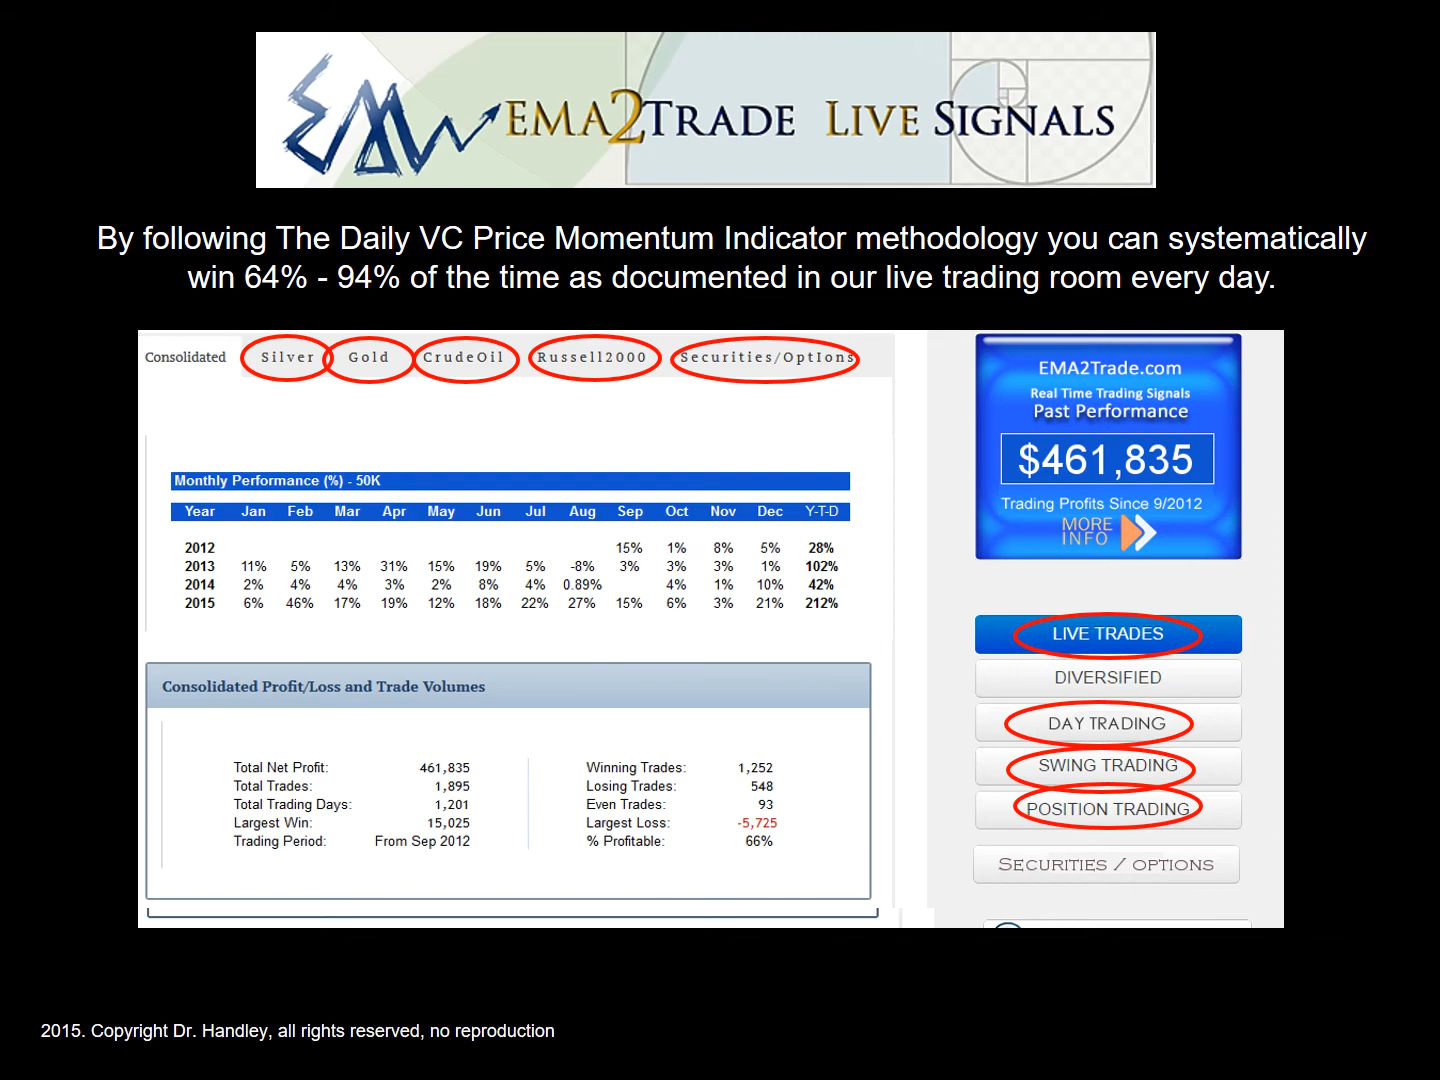 EMA2TRADE LIVE SIGNALS
By following The Daily VC Price Momentum Indicator methodology you can systematically
win 64% - 94% of the time as documented in our live trading room every day.
Consolidated Silver Gold CrudeOil Russell2000 Securities/OptIons
Monthly Performance (%) - 50K
Year Jan Feb Mar Apr May Jun Jul Aug Sep Oct Nov Dec Y-T-D
2012 15% 1% 8% 5% 28%
2013 11% 5% 13% 31% 15% 19% 5% -8% 3% 3% 3% 1% 102%
2014 2% 4% 4% 3% 2% 8% 4% 0.89% 4% 1% 10% 42%
2015 6% 46% 17% 19% 12% 18% 22% 27% 15% 6% 3% 21% 212%
Consolidated Profit/Loss and Trade Volumes
Total Net Profit: 461,835 Winning Trades: 1,252
Total Trades: 1,895 Losing Trades: 548
Total Trading Days: 1,201 Even Trades: 93
Largest Win: 15,025 Largest Loss: -5,725
Trading Period: From Sep 2012 % Profitable: 66%
EMA2Trade.com
Real Time Trading Signals
Past Performance
$461,835
Trading Profits Since 9/2012
MORE
INFO
LIVE TRADES
DIVERSIFIED
DAY TRADING
SWING TRADING
POSITION TRADING
SECURITIES / OPTIONS
2015. Copyright Dr. Handley, all rights reserved, no reproduction